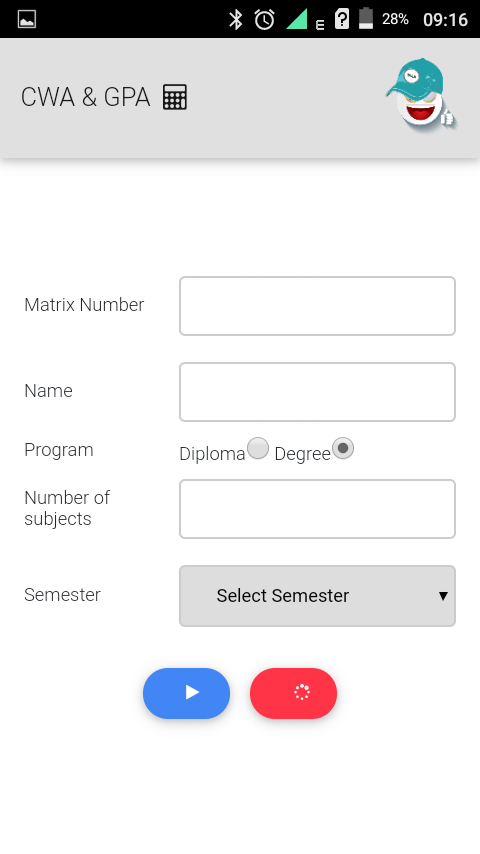 E ? 28% 09:16
CWA & GPA
Matrix Number
Name
Program Diploma Degree
Number of
subjects
Semester Select Semester